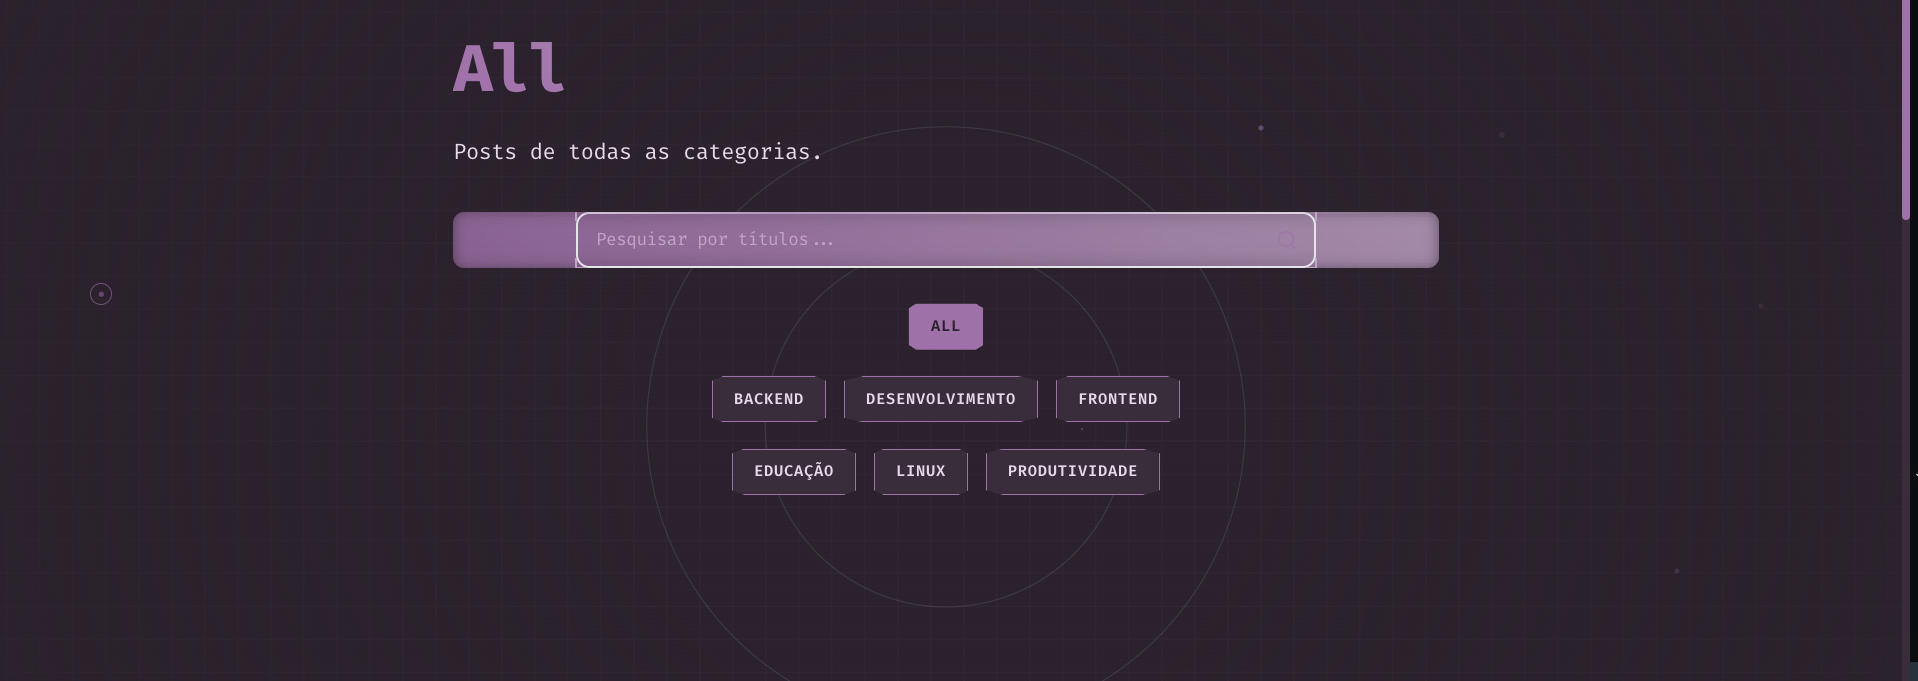 All
Posts de todas as categorias.
Pesquisar por títulos...
ALL
BACKEND DESENVOLVIMENTO FRONTEND
EDUCAÇÃO LINUX PRODUTIVIDADE